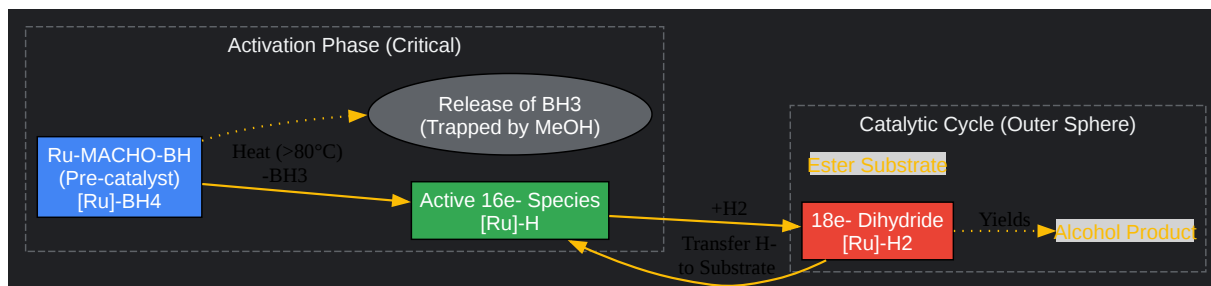 Activation Phase (Critical)
Release of BH3
(Trapped by MeOH)
Ru-MACHO-BH
(Pre-catalyst)
[Ru]-BH4
Heat (>80°C)
-BH3
Active 16e- Species
[Ru]-H
+H2
Transfer H-
to Substrate
Catalytic Cycle (Outer Sphere)
Ester Substrate
18e- Dihydride
[Ru]-H2
Yields
Alcohol Product